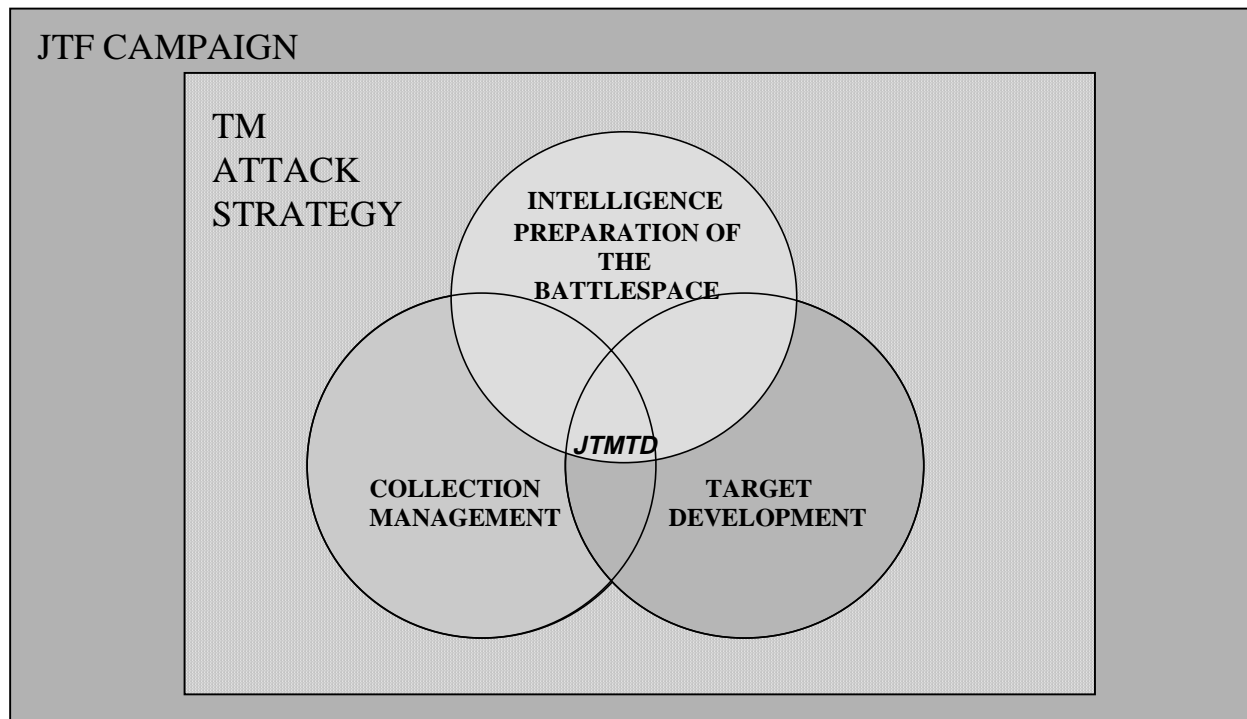 JTF CAMPAIGN
TM
ATTACK
STRATEGY
INTELLIGENCE
PREPARATION OF
THE
BATTLESPACE
JTMTD
COLLECTION
MANAGEMENT
TARGET
DEVELOPMENT